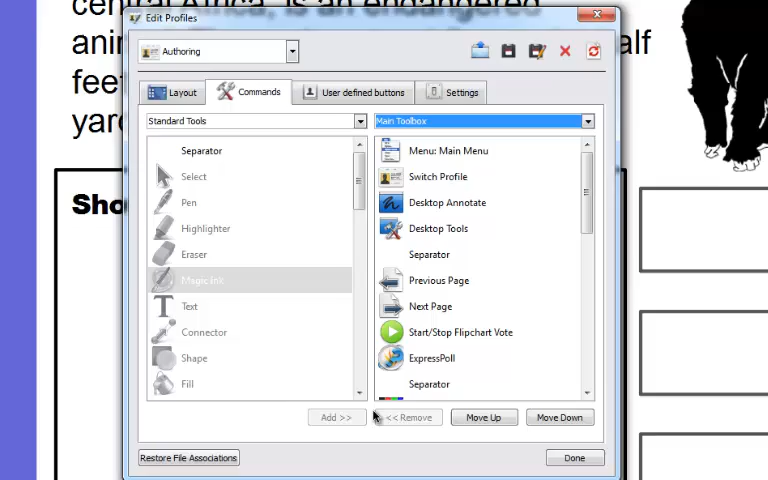 central Africa, is an endangered
Edit Profiles
anim
alf
Authoring
feet
Layout
Commands
User defined buttons
Settings
yard
Standard Tools
Main Toolbox
Separator
Menu: Main Menu
Select
Switch Profile
Pen
Desktop Annotate
Sho
Highlighter
Desktop Tools
Eraser
Separator
Magic Ink
Previous Page
Text
Next Page
Connector
Start/Stop Flipchart Vote
Shape
ExpressPoll
Fill
Separator
Add >>
<< Remove
Move Up
Move Down
Restore File Associations
Done